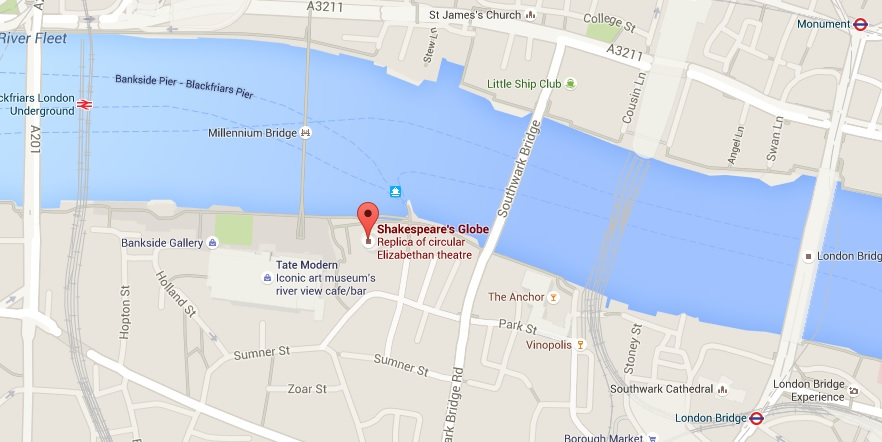 A3211
St James's Church
College St
Monument
River Fleet
Stew Ln
A3211
Bankside Pier - Blackfriars Pier
Little Ship Club
Cousin Ln
ckfriars London
Underground
A201
Millennium Bridge
Southwark Bridge
Angel Ln
Swan Ln
Shakespeare's Globe
Replica of circular
Elizabethan theatre
Bankside Gallery
London Bridg
Tate Modern
Iconic art museum's
river view cafe/bar
Hopton St
Holland St
The Anchor
Park St
Vinopolis
Stoney St
Sumner St
Sumner St
Zoar St
ark Bridge Rd
Southwark Cathedral
London Bridge
Experience
London Bridge
Borough Market